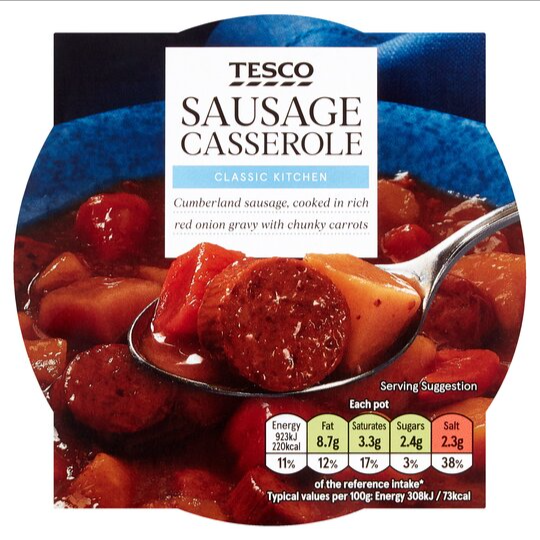 TESCO
SAUSAGE
CASSEROLE
CLASSIC KITCHEN
Cumberland sausage, cooked in rich
red onion gravy with chunky carrots
Serving Suggestion
Each pot
Energy Fat Saturates Sugars Salt
923kJ
220kcal 8.7g 3.3g 2.4g 2.3g
11% 12% 17% 3% 38%
of the reference intake*
Typical values per 100g: Energy 308kJ / 73kcal